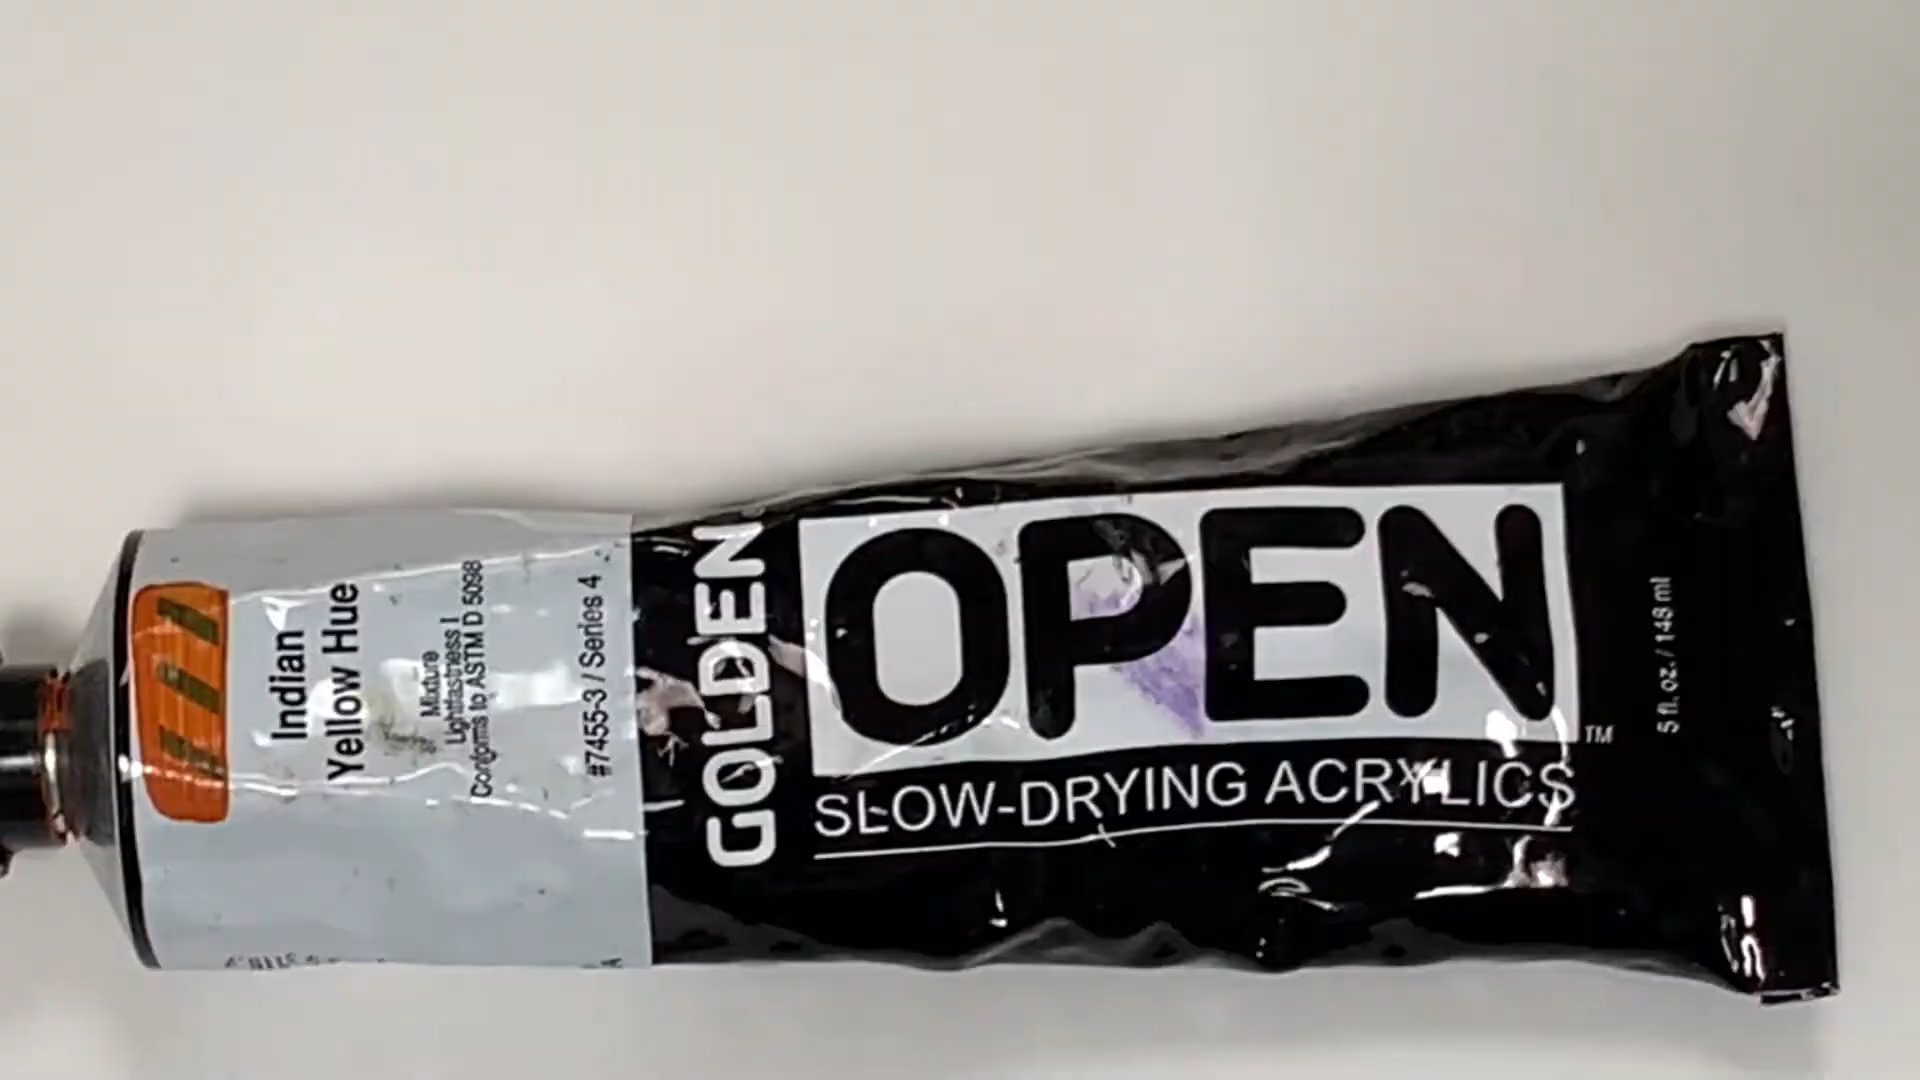 Indian
Yellow Hue
Mixture
Lightfastness I
Conforms to ASTM D 5098
#7455-3 / Series 4
GOLDEN
OPEN
TM
SLOW-DRYING ACRYLICS
5 fl. oz. / 148 ml